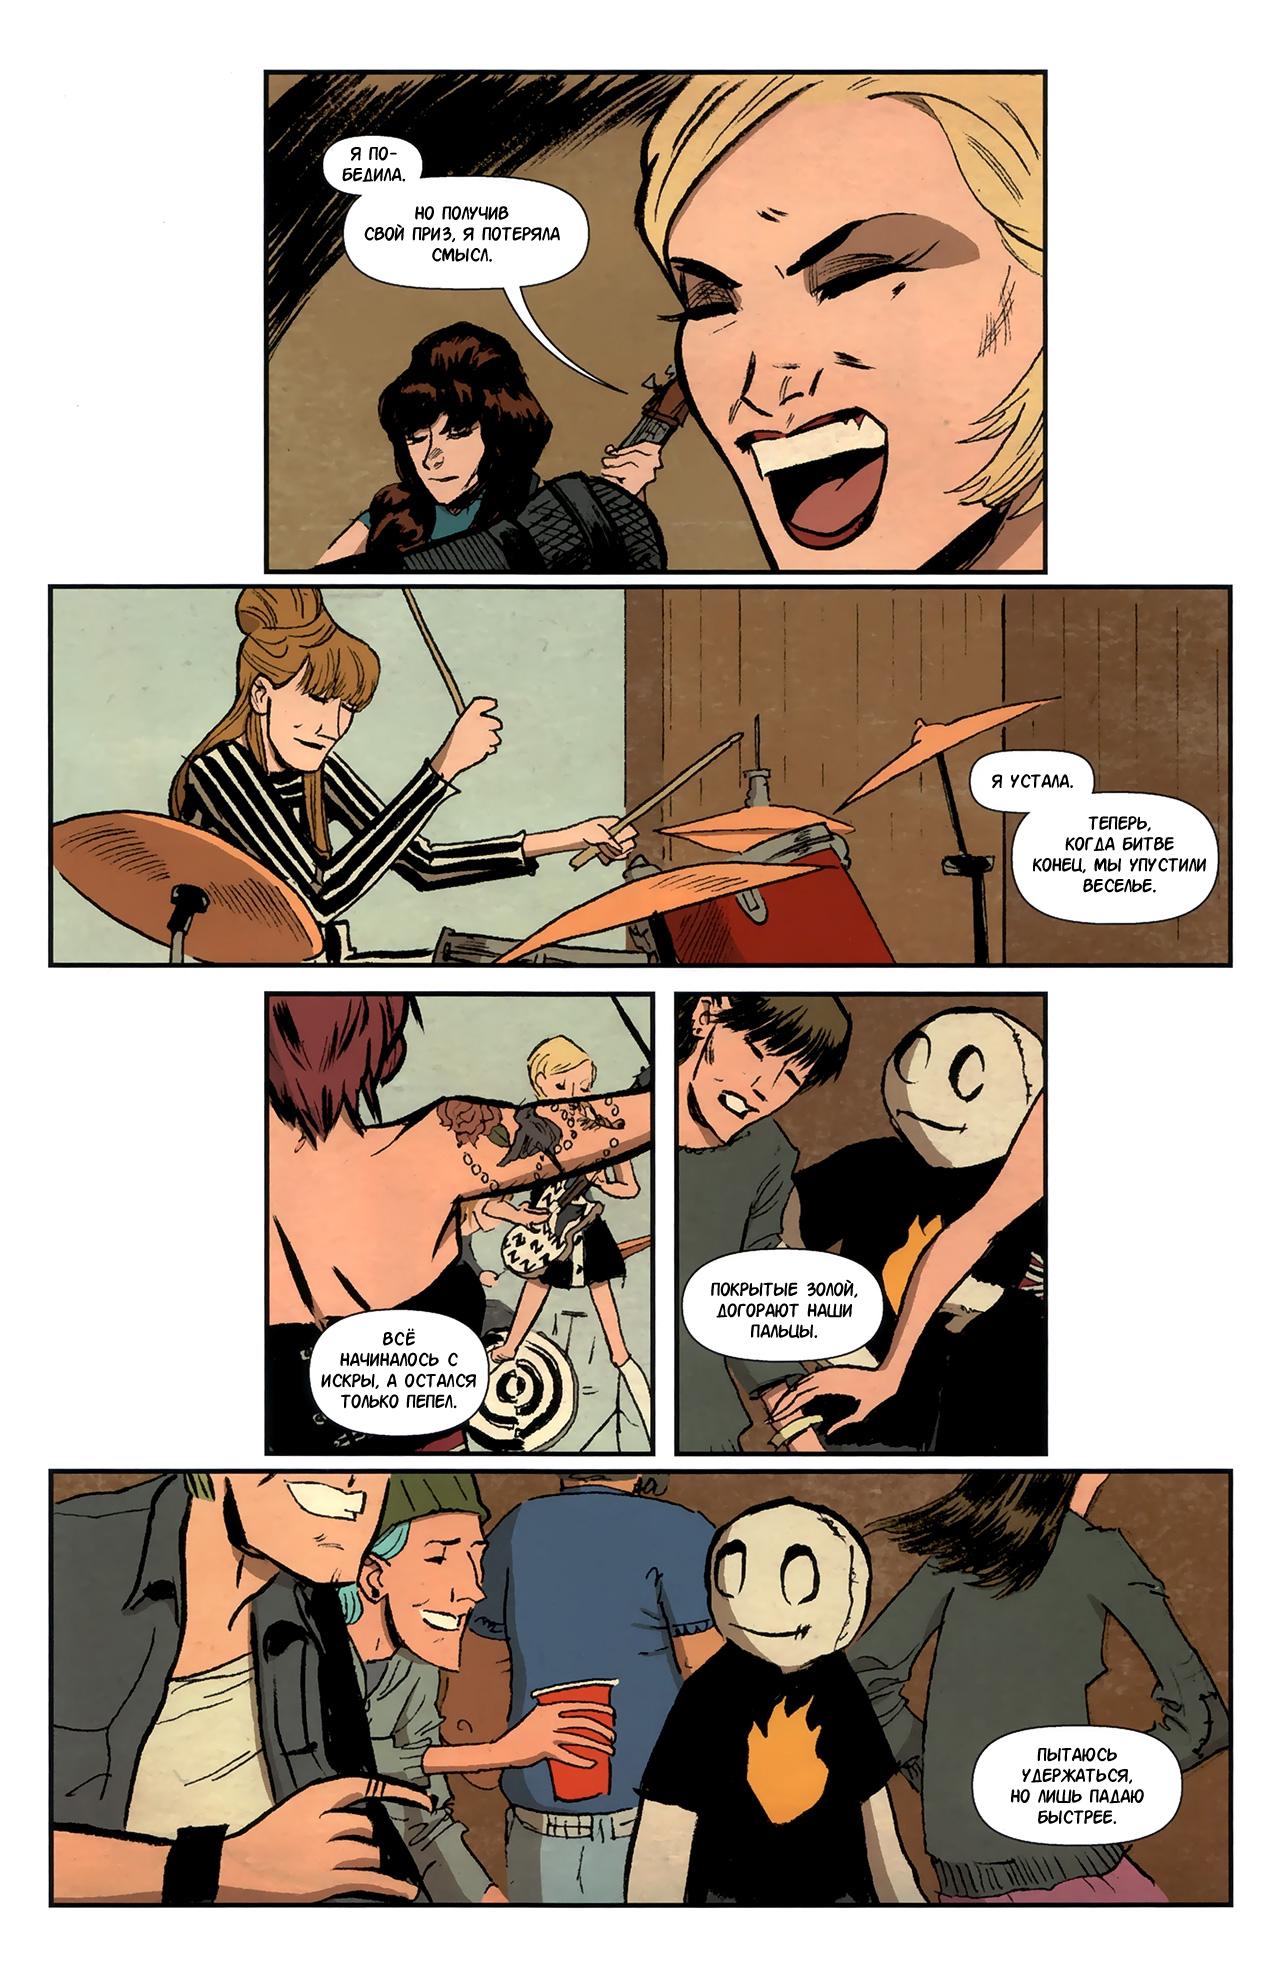 Я ПО-
БЕДИЛА.
НО ПОЛУЧИВ
СВОЙ ПРИЗ, Я ПОТЕРЯЛА
СМЫСЛ.
Я УСТАЛА.
ТЕПЕРЬ,
КОГДА БИТВЕ
КОНЕЦ, МЫ УПУСТИЛИ
ВЕСЕЛЬЕ.
ВСЁ
НАЧИНАЛОСЬ С
ИСКРЫ, А ОСТАЛСЯ
ТОЛЬКО ПЕПЕЛ.
ПОКРЫТЫЕ ЗОЛОЙ,
ДОГОРАЮТ НАШИ
ПАЛЬЦЫ.
ПЫТАЮСЬ
УДЕРЖАТЬСЯ,
НО ЛИШЬ ПАДАЮ
БЫСТРЕЕ.